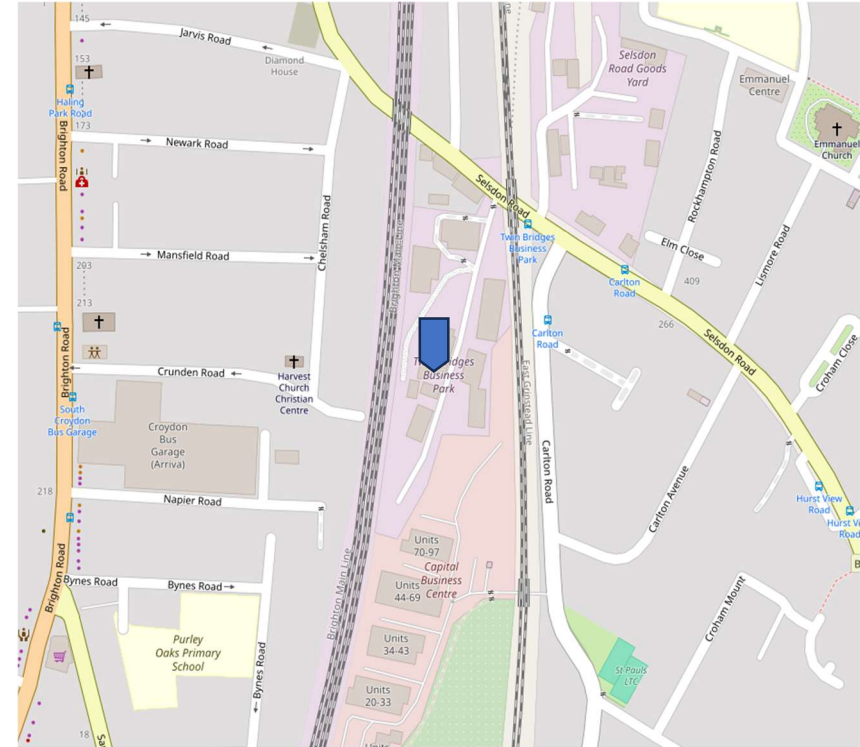 145
Jarvis Road
Diamond
House
153
Haling
Park Road
173
Newark Road
Brighton Road
Chelsham Road
Mansfield Road
203
213
Brighton Road
Crunden Road
Harvest
Church
Christian
Centre
South
Croydon
Bus Garage
Croydon
Bus
Garage
(Arriva)
218
Napier Road
Brighton Road
Bynes Road
Bynes Road
Bynes Road
Purley
Oaks Primary
School
18
Brighton Main Line
Brighton Main Line
Selsdon
Road Goods
Yard
Selsdon Road
Twin Bridges
Business
Park
Business
Park
Carlton
Road
Carlton
Road
East Grinstead Line
Carlton Road
Units
70-97
Capital
Business
Centre
Units
44-69
Units
34-43
Units
20-33
Units
Emmanuel
Centre
Emmanuel
Church
Rockhampton Road
Elm Close
Lismore Road
409
266
Selsdon Road
Croham Close
Carlton Avenue
Hurst View
Road
Hurst Vi
Road
B
Croham Mount
St Pauls
LTC